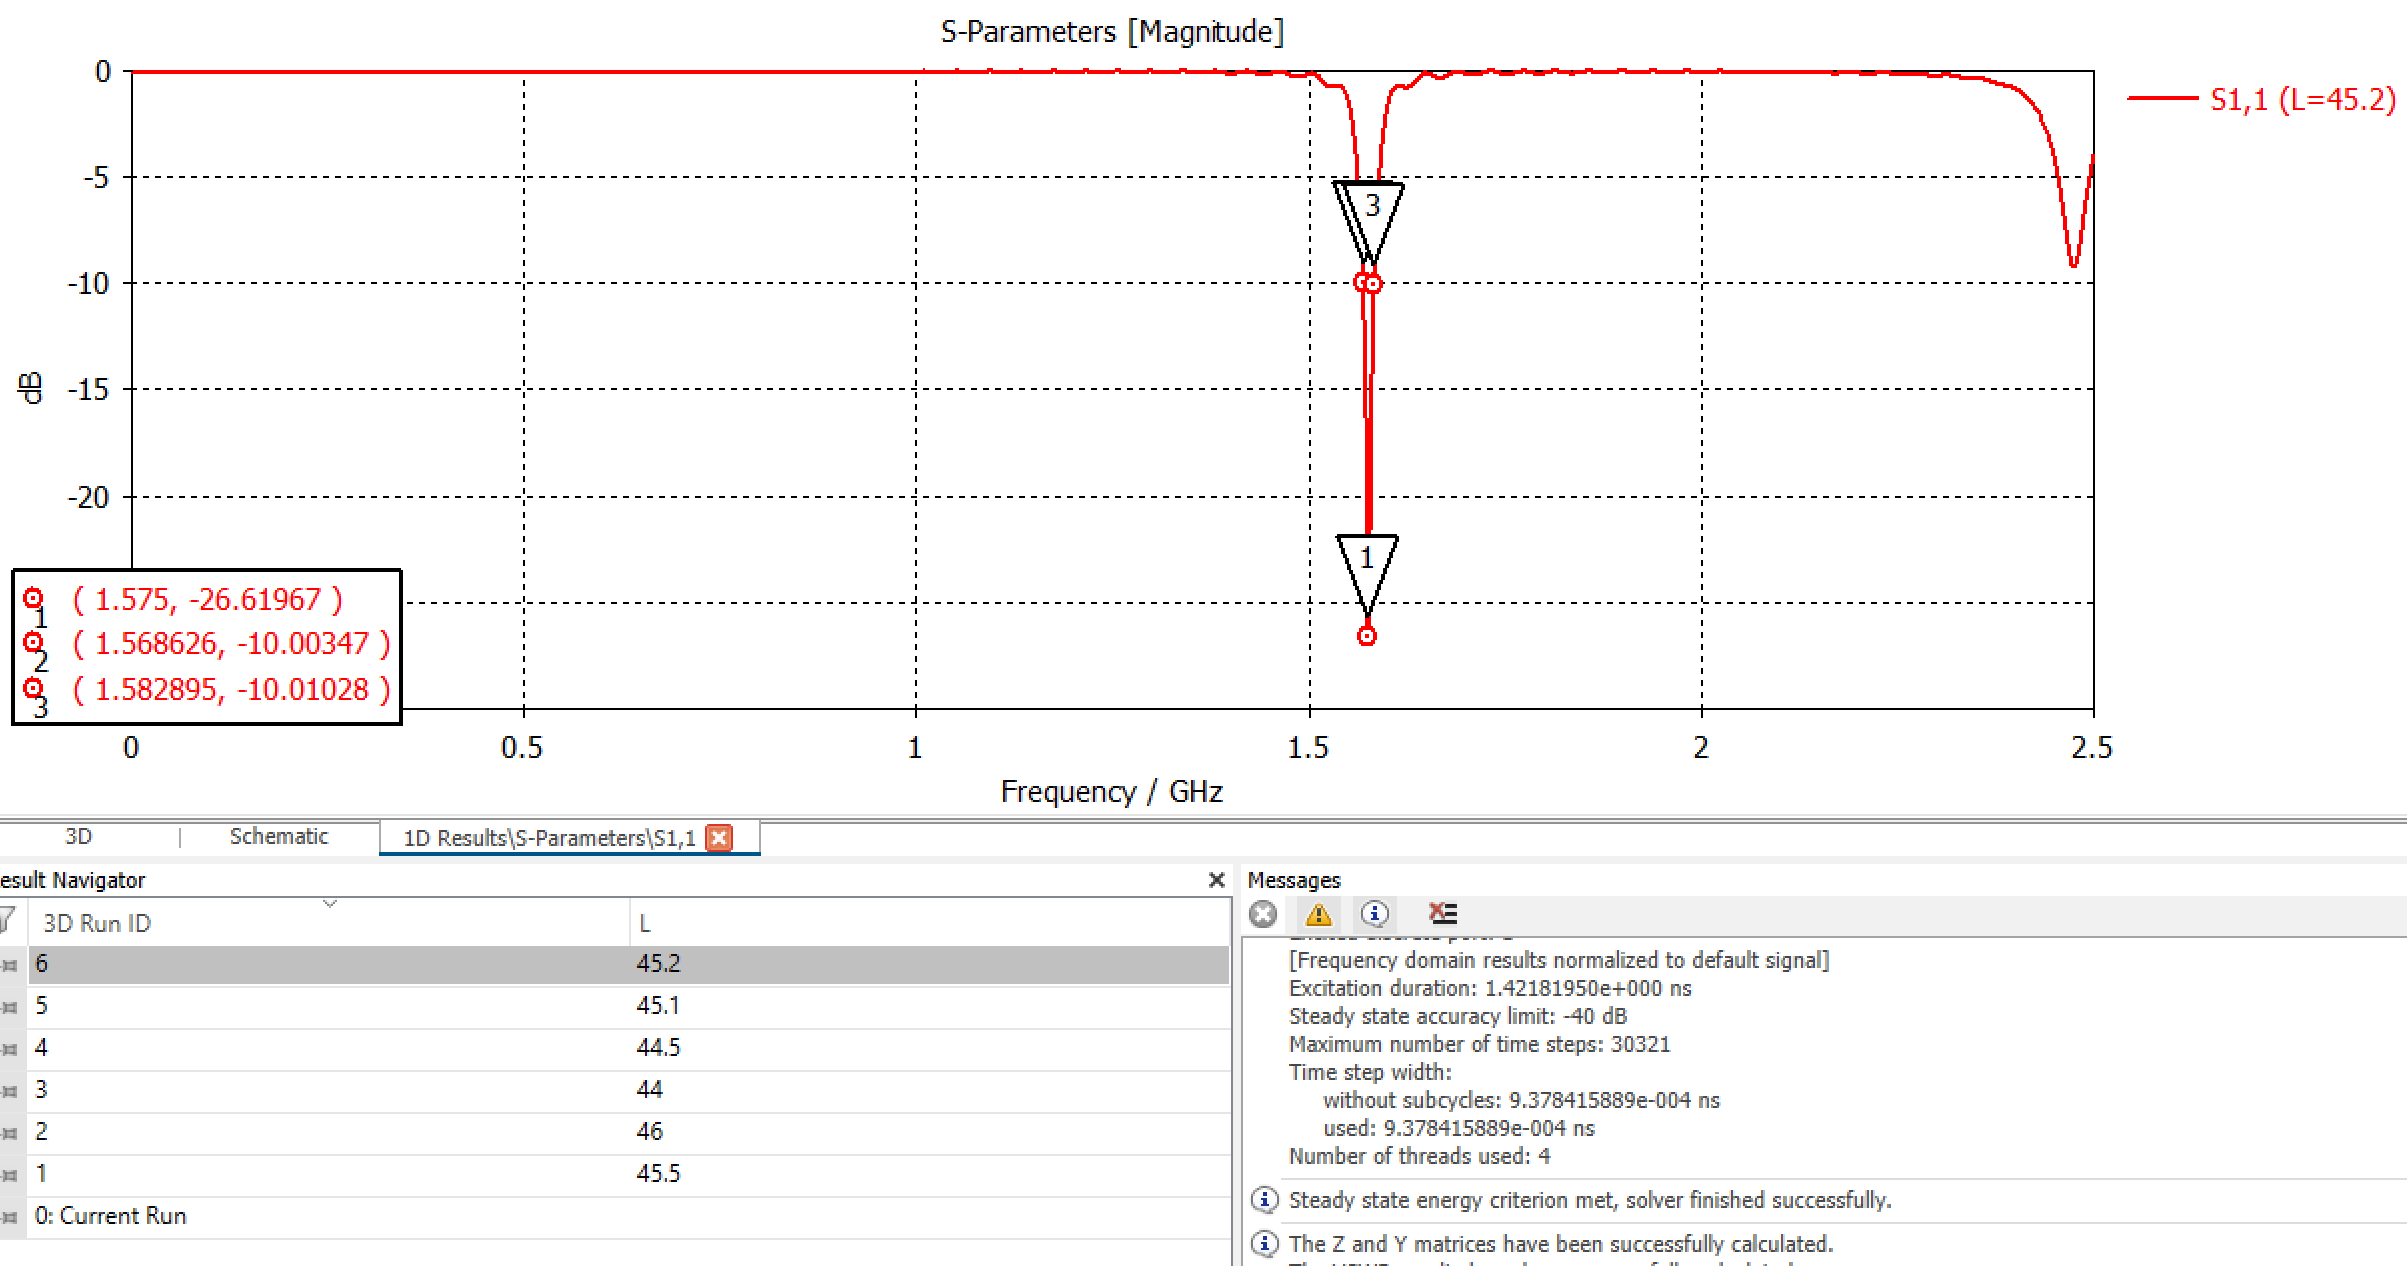 S-Parameters [Magnitude]
0
-5
-10
-15
-20
dB
S1,1 (L=45.2)
3
1
1 ( 1.575, -26.61967 )
2 ( 1.568626, -10.00347 )
3 ( 1.582895, -10.01028 )
0 0.5 1 1.5 2 2.5
Frequency / GHz
3D Schematic 1D Results\S-Parameters\S1,1
esult Navigator
3D Run ID L
6 45.2
5 45.1
4 44.5
3 44
2 46
1 45.5
0: Current Run
Messages
[Frequency domain results normalized to default signal]
Excitation duration: 1.42181950e+000 ns
Steady state accuracy limit: -40 dB
Maximum number of time steps: 30321
Time step width:
without subcycles: 9.378415889e-004 ns
used: 9.378415889e-004 ns
Number of threads used: 4
Steady state energy criterion met, solver finished successfully.
The Z and Y matrices have been successfully calculated.